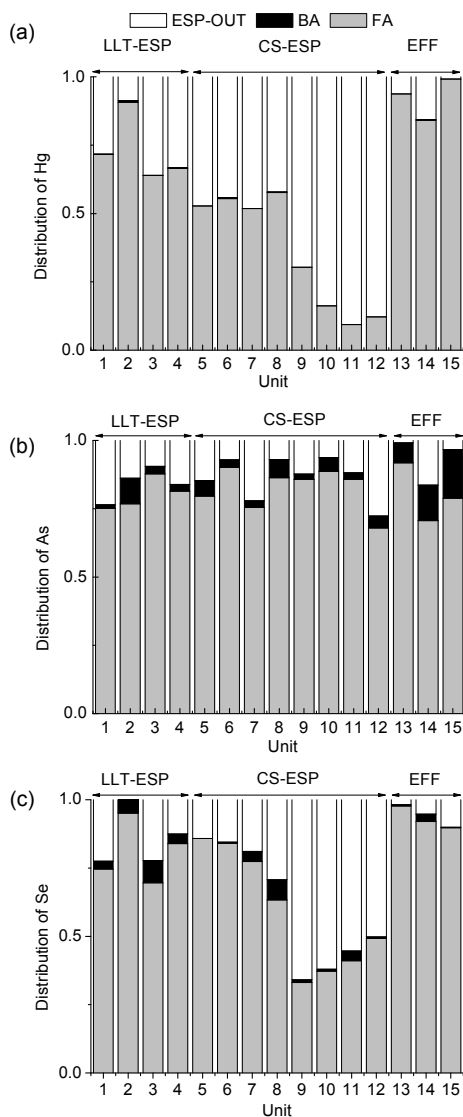 ESP-OUT BA FA
(a)
LLT-ESP CS-ESP EFF
1.0
0.5
0.0
Distribution of Hg
1 2 3 4 5 6 7 8 9 10 11 12 13 14 15
Unit
(b)
LLT-ESP CS-ESP EFF
1.0
0.5
0.0
Distribution of As
1 2 3 4 5 6 7 8 9 10 11 12 13 14 15
Unit
(c)
LLT-ESP CS-ESP EFF
1.0
0.5
0.0
Distribution of Se
1 2 3 4 5 6 7 8 9 10 11 12 13 14 15
Unit